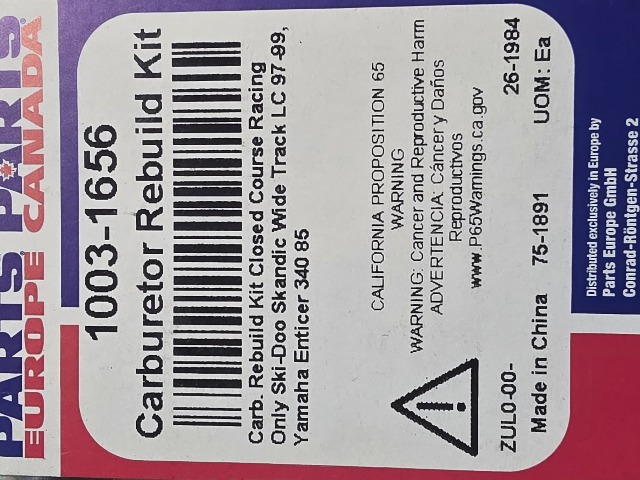 PARTS PARTS
EUROPE CANADA
1003-1656
Carburetor Rebuild Kit
Carb. Rebuild Kit Closed Course Racing
Only Ski-Doo Skandic Wide Track LC 97-99,
Yamaha Enticer 340 85
CALIFORNIA PROPOSITION 65
WARNING
WARNING: Cancer and Reproductive Harm
ADVERTENCIA: Cáncer y Daños
Reproductivos
www.P65Warnings.ca.gov
ZUL0-00-
26-1984
Made in China
75-1891
UOM: Ea
Distributed exclusively in Europe by
Parts Europe GmbH
Conrad-Röntgen-Strasse 2